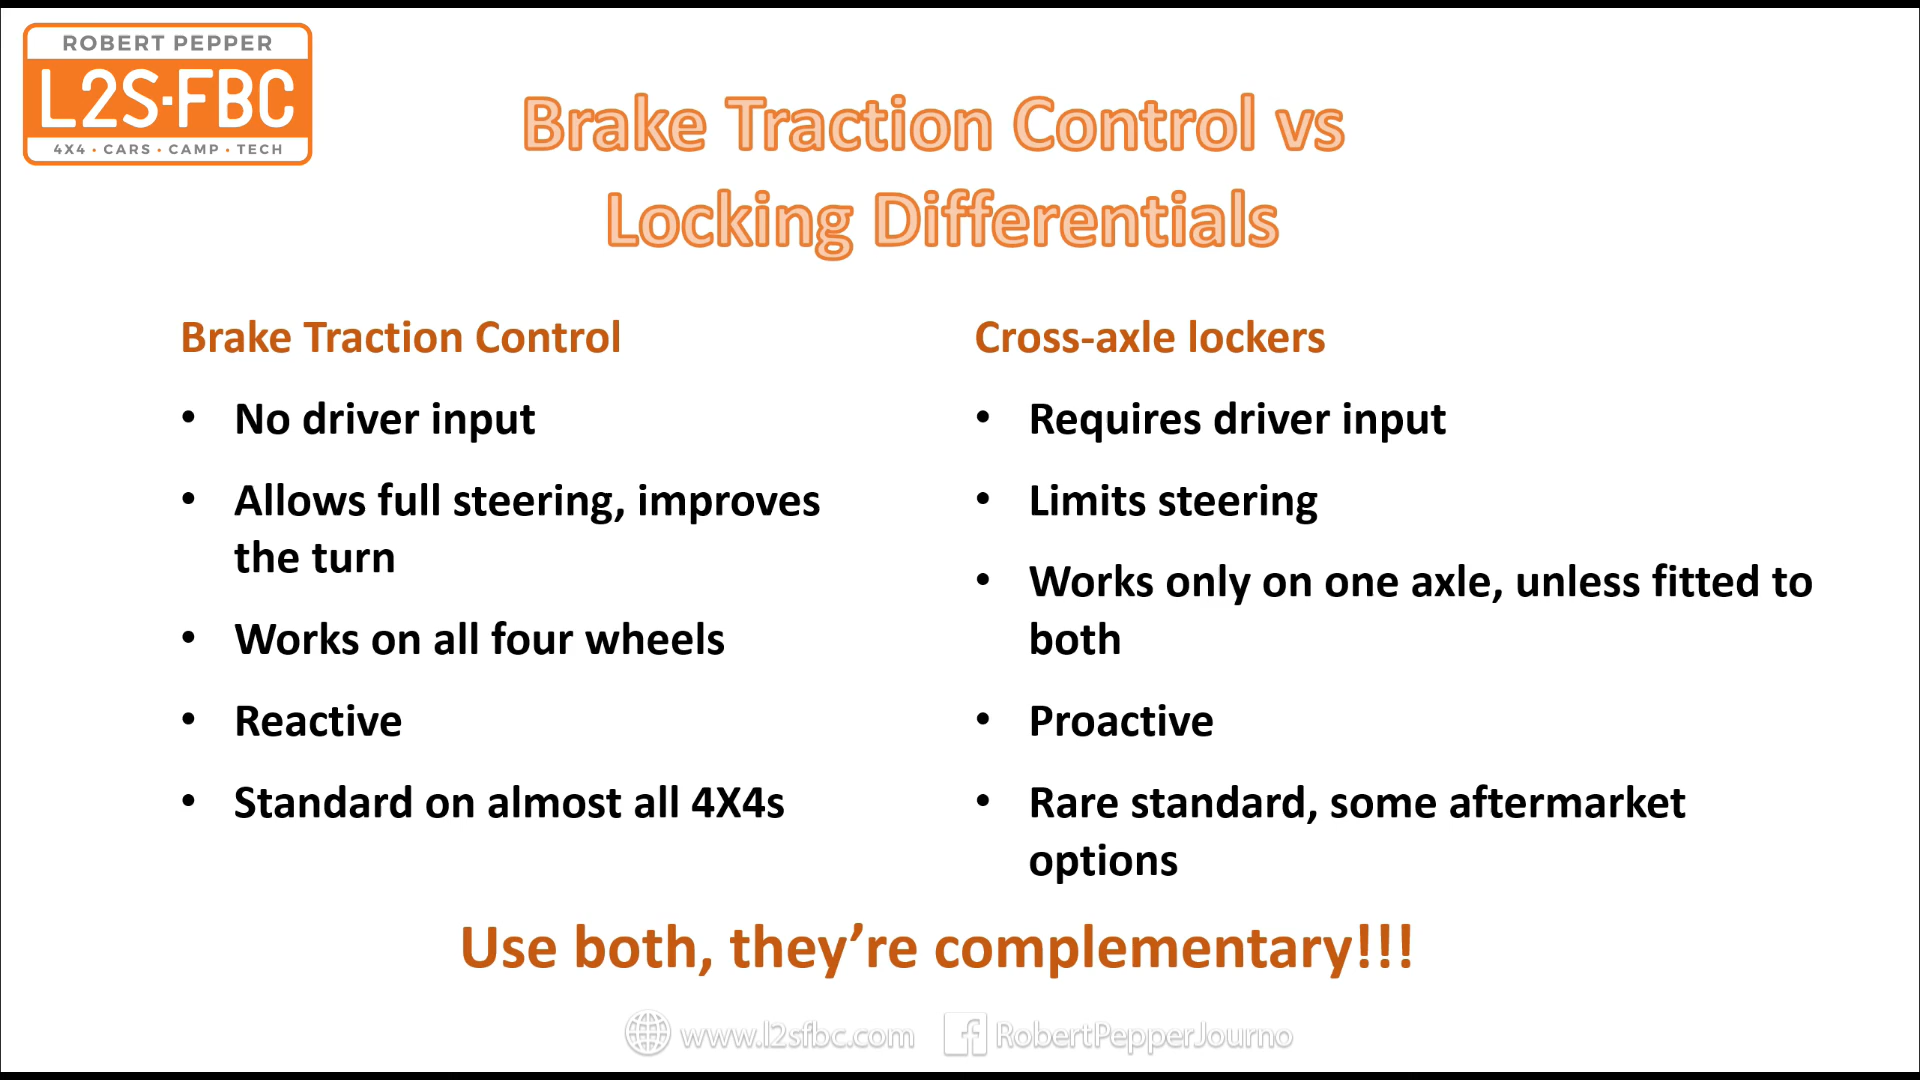 ROBERT PEPPER
L2S·FBC
4X4 • CARS • CAMP • TECH
Brake Traction Control vs
Locking Differentials
Brake Traction Control
• No driver input
• Allows full steering, improves
the turn
• Works on all four wheels
• Reactive
• Standard on almost all 4X4s
Cross-axle lockers
• Requires driver input
• Limits steering
• Works only on one axle, unless fitted to
both
• Proactive
• Rare standard, some aftermarket
options
Use both, they’re complementary!!!
www.l2sfbc.com RobertPepperJourno